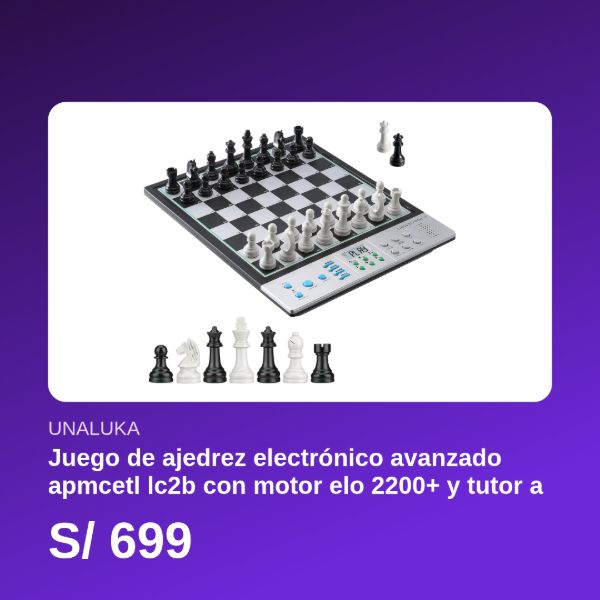 UNALUKA
Juego de ajedrez electrónico avanzado
apmcetl lc2b con motor elo 2200+ y tutor a
S/ 699